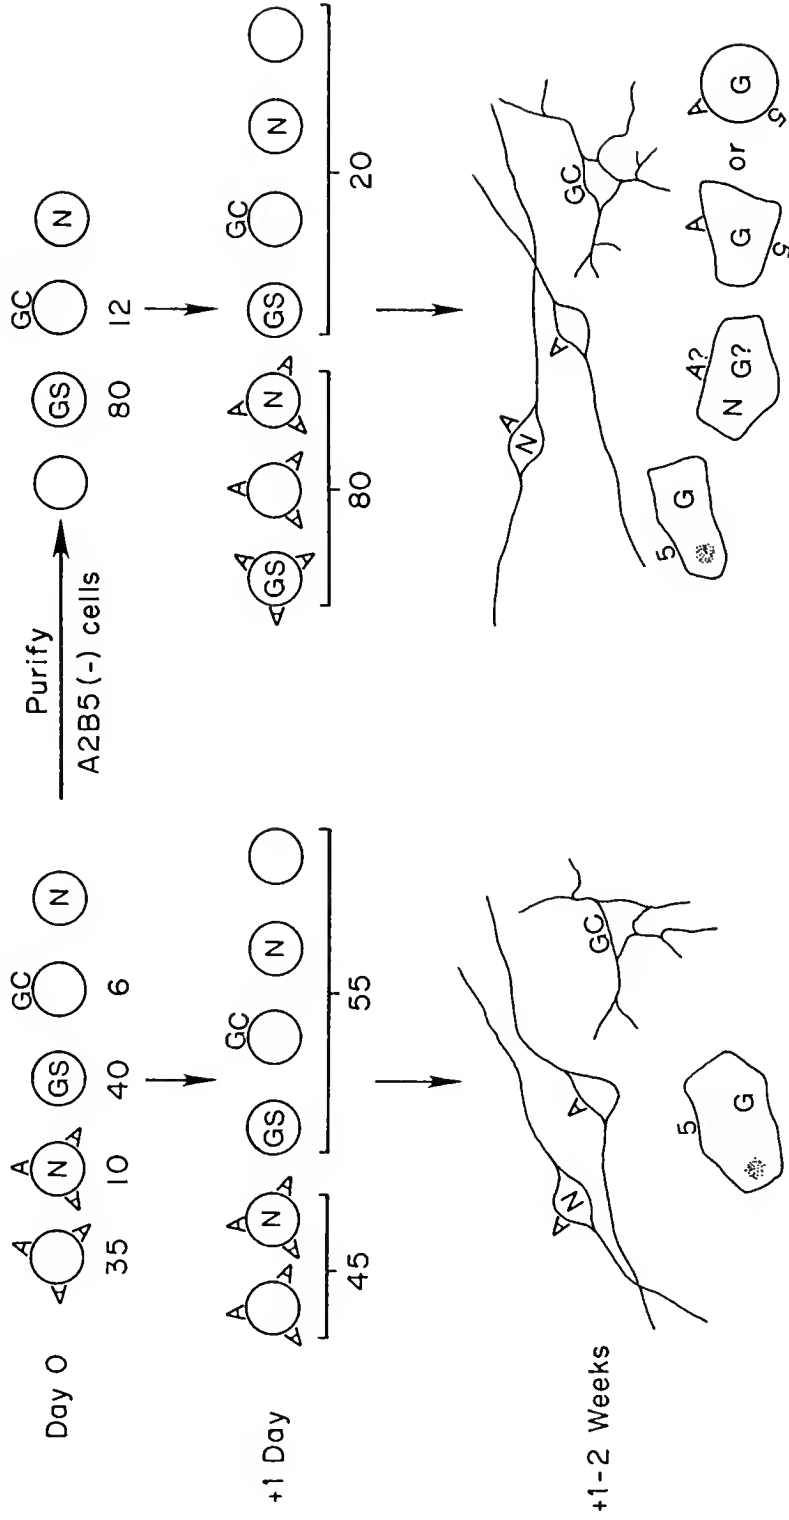 Day 0
A A A
A N A A
GS
GC
N
35 10 40 6
Purify
A2B5 (-) cells
GS
GC
N
80 12
+1 Day
A A A
A N A A
GS
GC
N
45 55
A GS A A
A A A
A N A A
GS
GC
N
80 20
+1-2 Weeks
A N
A
GC
5
G
N A
A
GC
5
G
A?
N G?
A
G
5
or
A
G
5